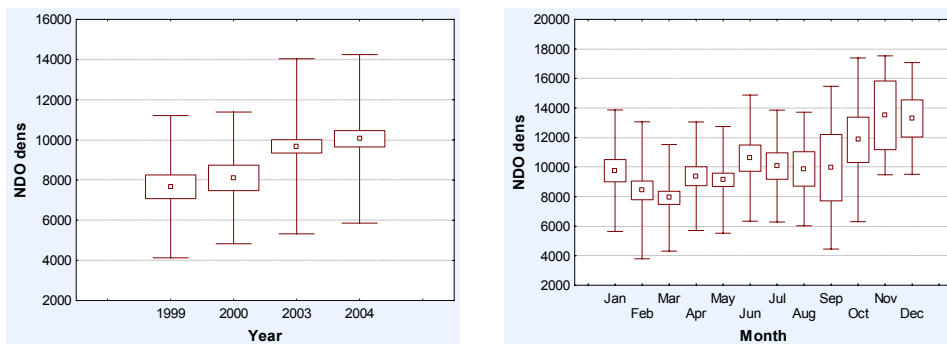 16000
14000
12000
10000
8000
6000
4000
2000
NDO dens
1999 2000 2003 2004
Year
20000
18000
16000
14000
12000
10000
8000
6000
4000
2000
NDO dens
Jan Mar May Jul Sep Nov
Feb Apr Jun Aug Oct Dec
Month